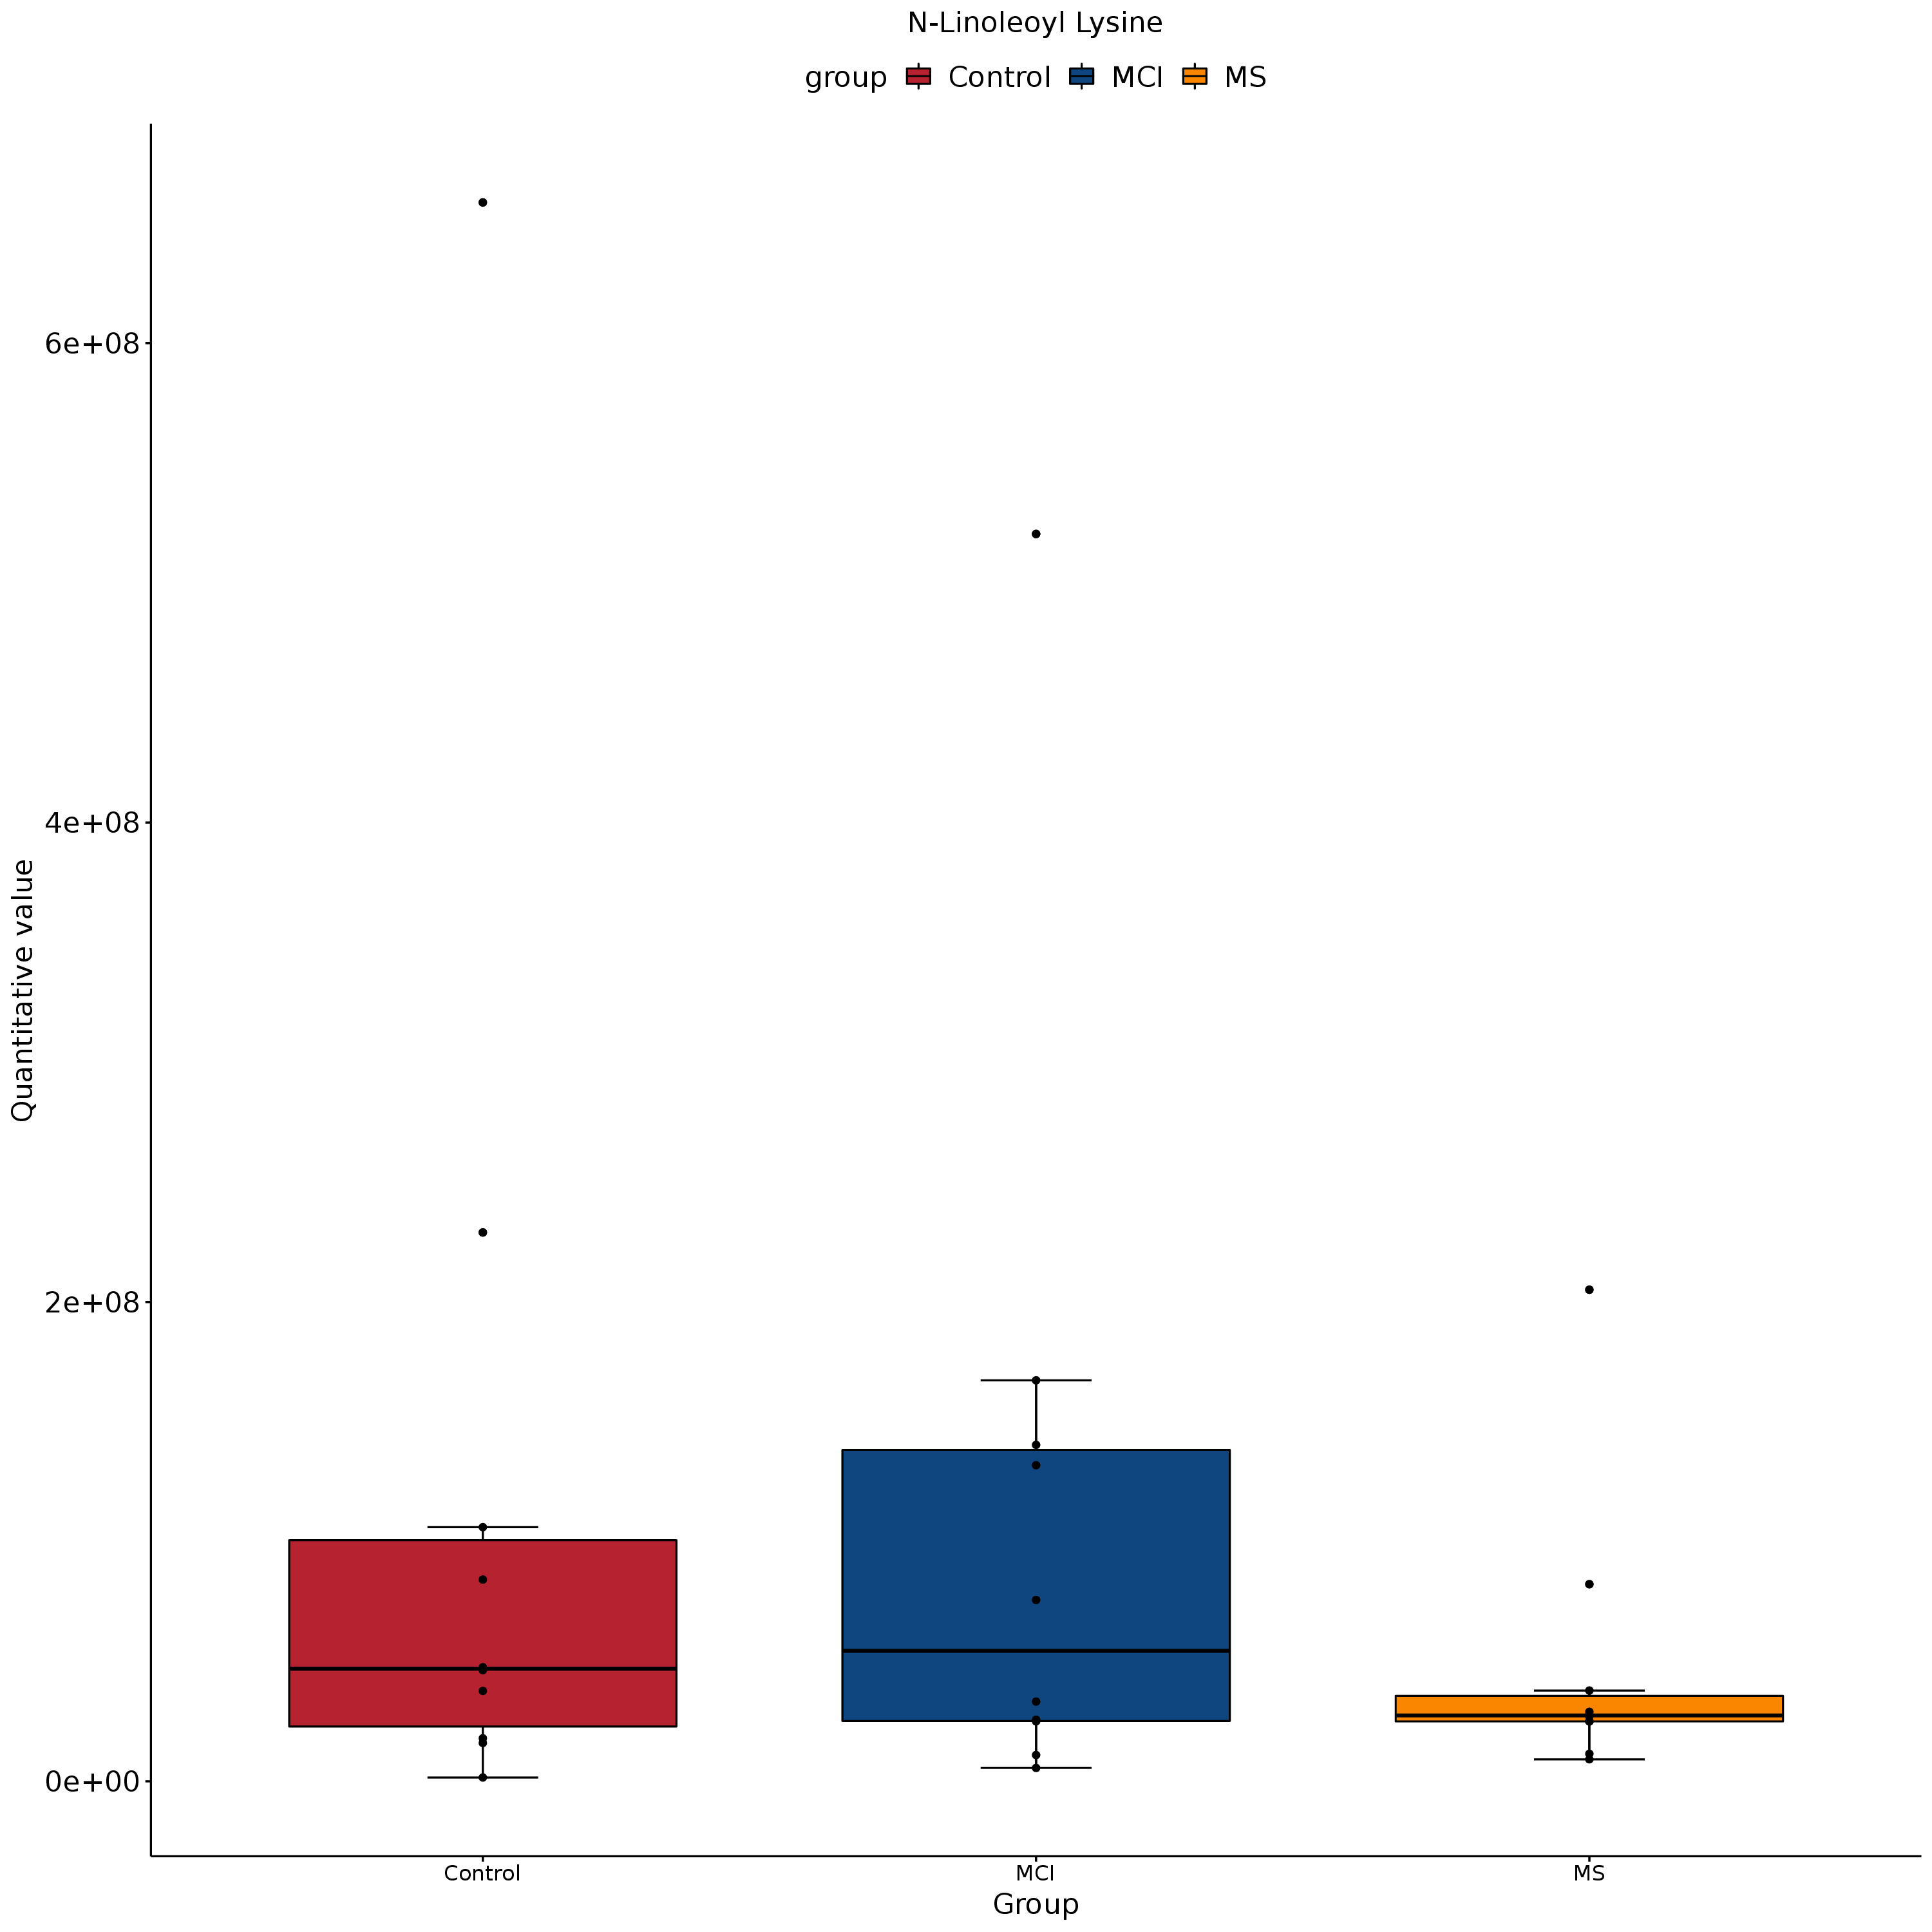 N-Linoleoyl Lysine
group Control MCI MS
6e+08
4e+08
2e+08
0e+00
Quantitative value
Control MCI MS
Group